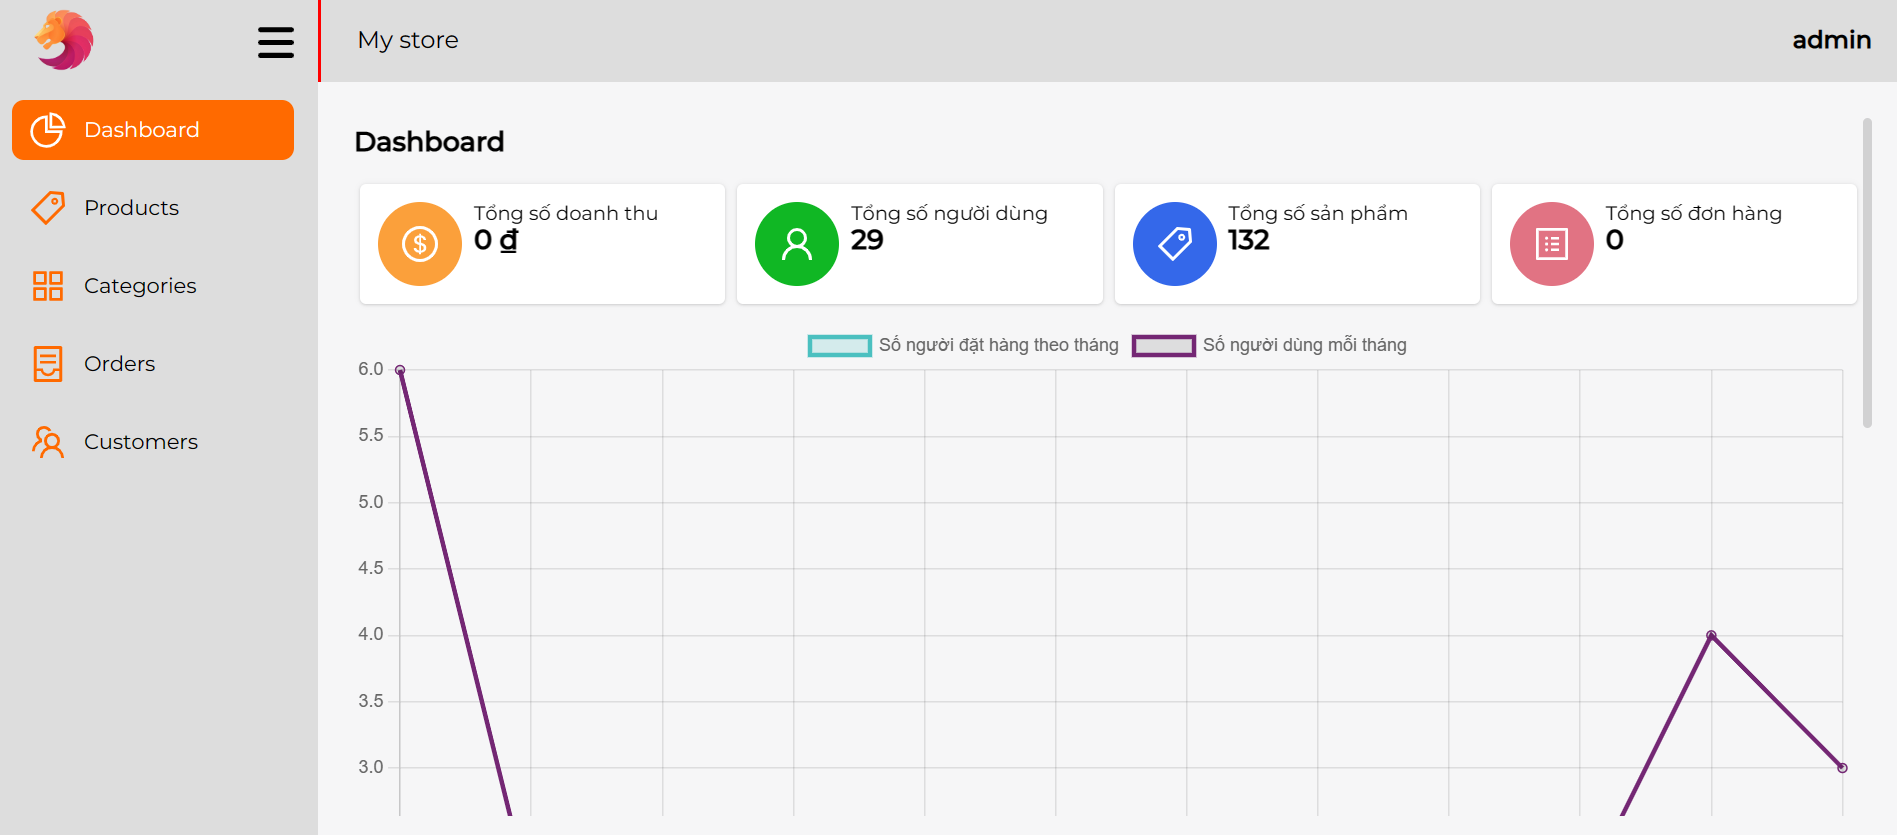 My store
admin
Dashboard
Products
Categories
Orders
Customers
Dashboard
Tổng số doanh thu
0 ₫
Tổng số người dùng
29
Tổng số sản phẩm
132
Tổng số đơn hàng
0
Số người đặt hàng theo tháng
Số người dùng mỗi tháng
6.0
5.5
5.0
4.5
4.0
3.5
3.0